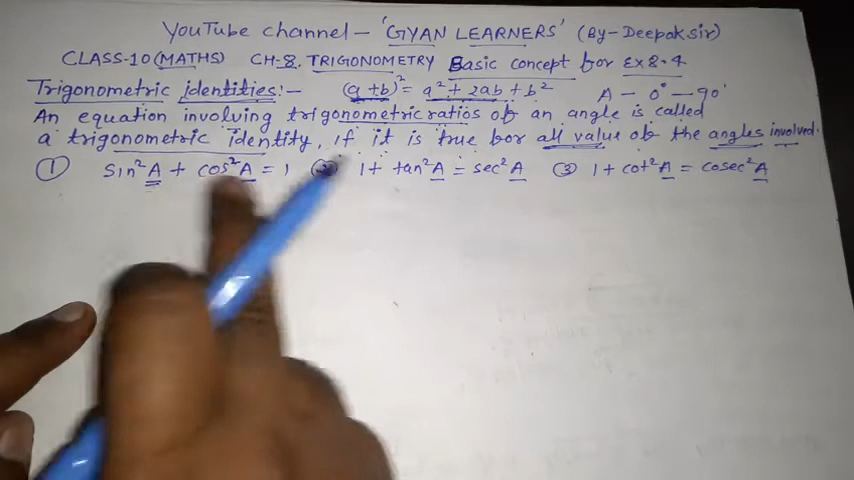 YouTube channel - 'GYAN LEARNERS' (By-Deepak sir)
CLASS-10 (MATHS) CH-8. TRIGONOMETRY Basic concept for Ex 8.4
Trigonometric identities:- (a+b)² = a² + 2ab + b² A - 0° - 90°
An equation involving trigonometric ratios of an angle is called
a trigonometric identity, if it is true for all value of the angles involved.
① sin²A + cos²A = 1 ② 1 + tan²A = sec²A ③ 1 + cot²A = cosec²A